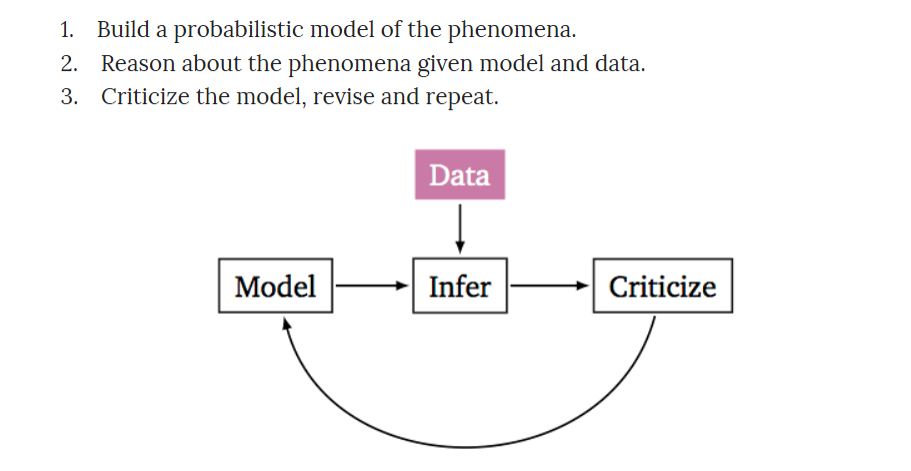 1. Build a probabilistic model of the phenomena.
2. Reason about the phenomena given model and data.
3. Criticize the model, revise and repeat.
Data
Model
Infer
Criticize